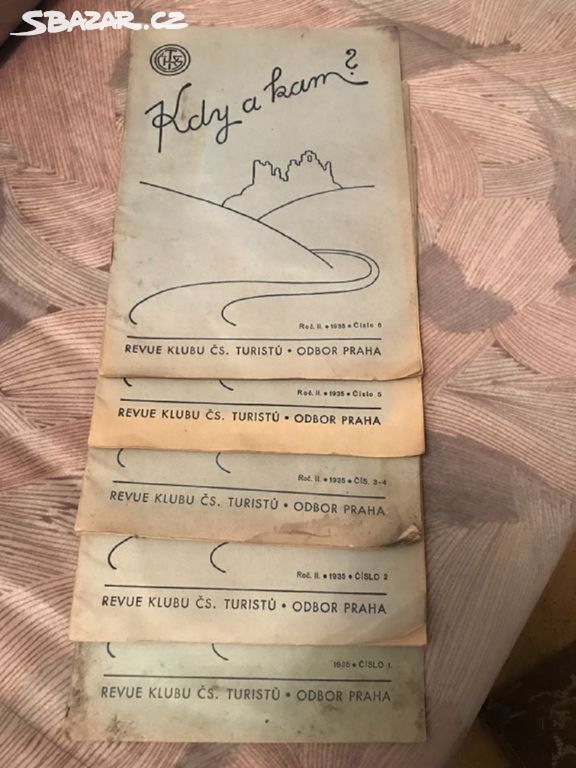 SBAZAR.CZ
Kdy a kam?
Roč. II. • 1935 • Číslo 6
REVUE KLUBU ČS. TURISTŮ • ODBOR PRAHA
Roč. II. • 1935 • Číslo 5
REVUE KLUBU ČS. TURISTŮ • ODBOR PRAHA
Roč. II. • 1935 • ČÍS. 3-4
REVUE KLUBU ČS. TURISTŮ • ODBOR PRAHA
Roč. II. • 1935 • ČÍSLO 2
REVUE KLUBU ČS. TURISTŮ • ODBOR PRAHA
1935 • ČÍSLO 1.
REVUE KLUBU ČS. TURISTŮ • ODBOR PRAHA